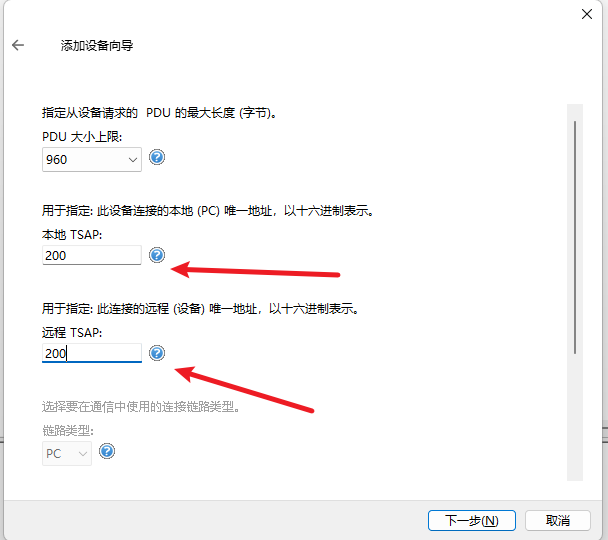 添加设备向导
指定从设备请求的 PDU 的最大长度 (字节)。
PDU 大小上限:
960
用于指定: 此设备连接的本地 (PC) 唯一地址，以十六进制表示。
本地 TSAP:
200
用于指定: 此连接的远程 (设备) 唯一地址，以十六进制表示。
远程 TSAP:
200
选择要在通信中使用的连接链路类型。
链路类型:
PC
下一步(N) 取消